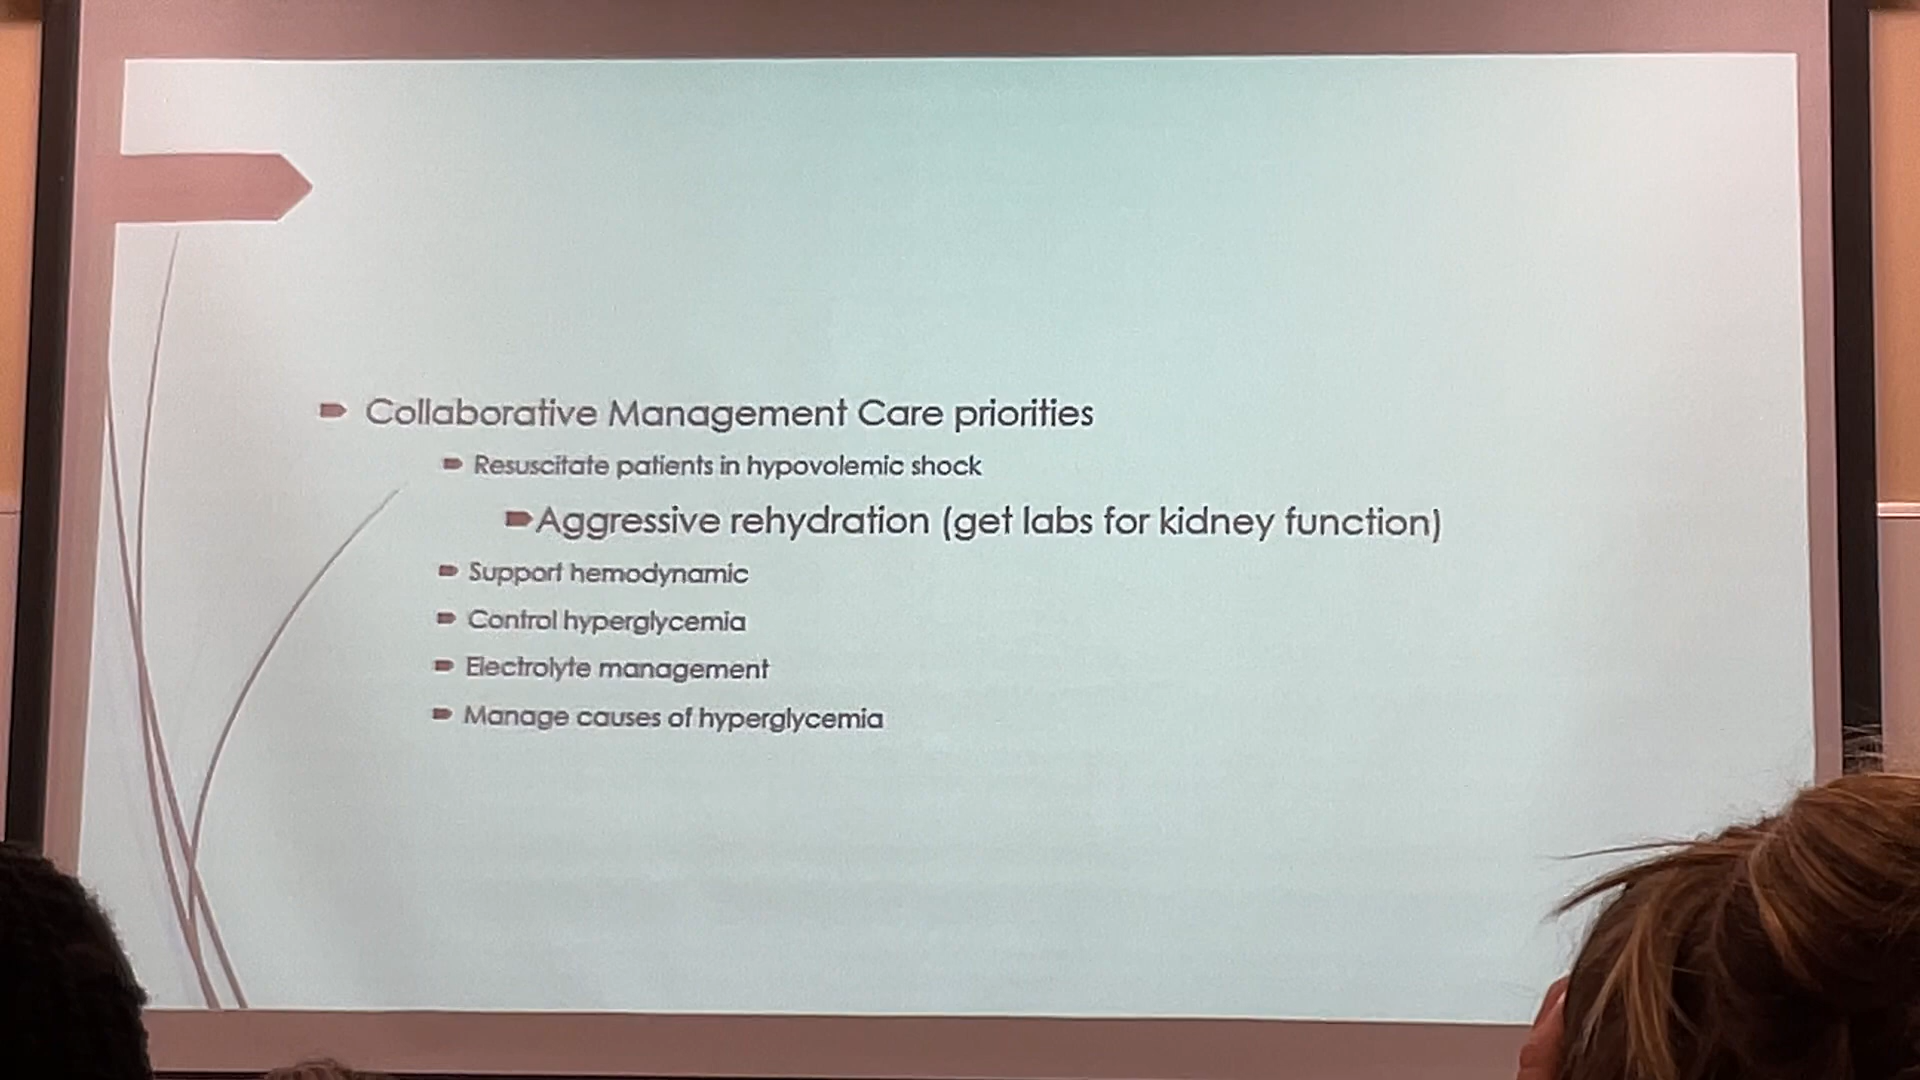 Collaborative Management Care priorities
Resuscitate patients in hypovolemic shock
Aggressive rehydration (get labs for kidney function)
Support hemodynamic
Control hyperglycemia
Electrolyte management
Manage causes of hyperglycemia